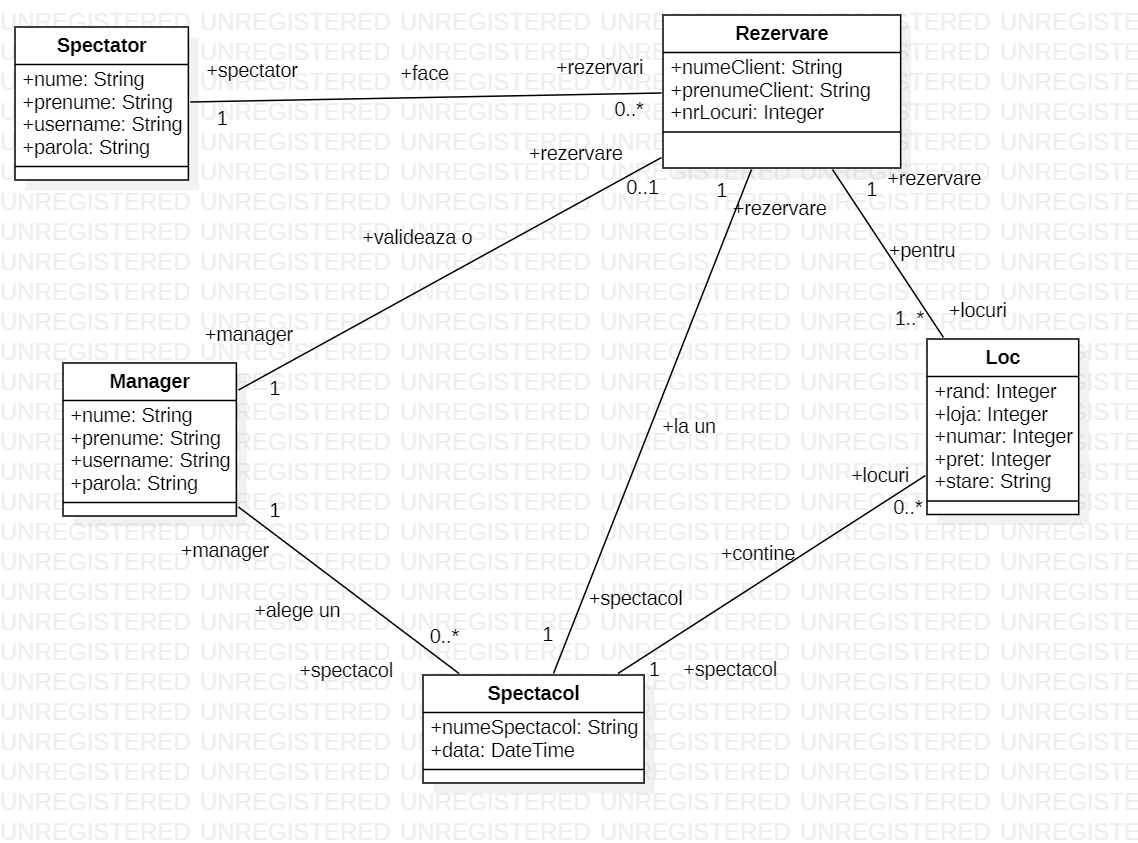 Spectator
+nume: String
+prenume: String
+username: String
+parola: String
+spectator
1
+face
+rezervari
0..*
Rezervare
+numeClient: String
+prenumeClient: String
+nrLocuri: Integer
+rezervare
0..1
+valideaza o
+manager
1
1
+rezervare
+la un
+spectacol
1
1
+rezervare
+pentru
1..*
+locuri
Manager
+nume: String
+prenume: String
+username: String
+parola: String
Loc
+rand: Integer
+loja: Integer
+numar: Integer
+pret: Integer
+stare: String
1
+manager
+alege un
0..*
+spectacol
+locuri
0..*
+contine
1
+spectacol
Spectacol
+numeSpectacol: String
+data: DateTime
UNREGISTERED